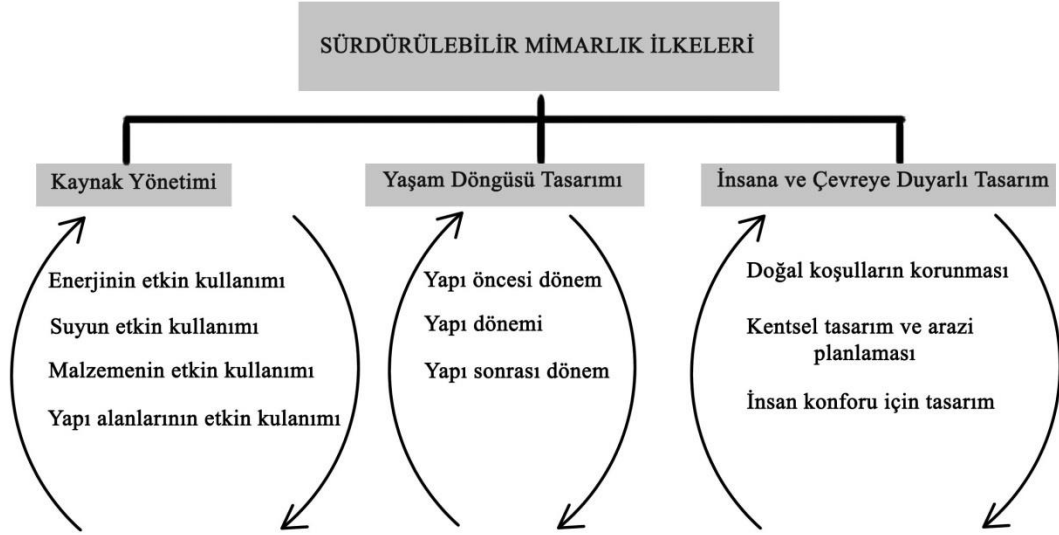 SÜRDÜRÜLEBİLİR MİMARLIK İLKELERİ
Kaynak Yönetimi
Enerjinin etkin kullanımı
Suyun etkin kullanımı
Malzemenin etkin kullanımı
Yapı alanlarının etkin kulanımı
Yaşam Döngüsü Tasarımı
Yapı öncesi dönem
Yapı dönemi
Yapı sonrası dönem
İnsana ve Çevreye Duyarlı Tasarım
Doğal koşulların korunması
Kentsel tasarım ve arazi
planlaması
İnsan konforu için tasarım